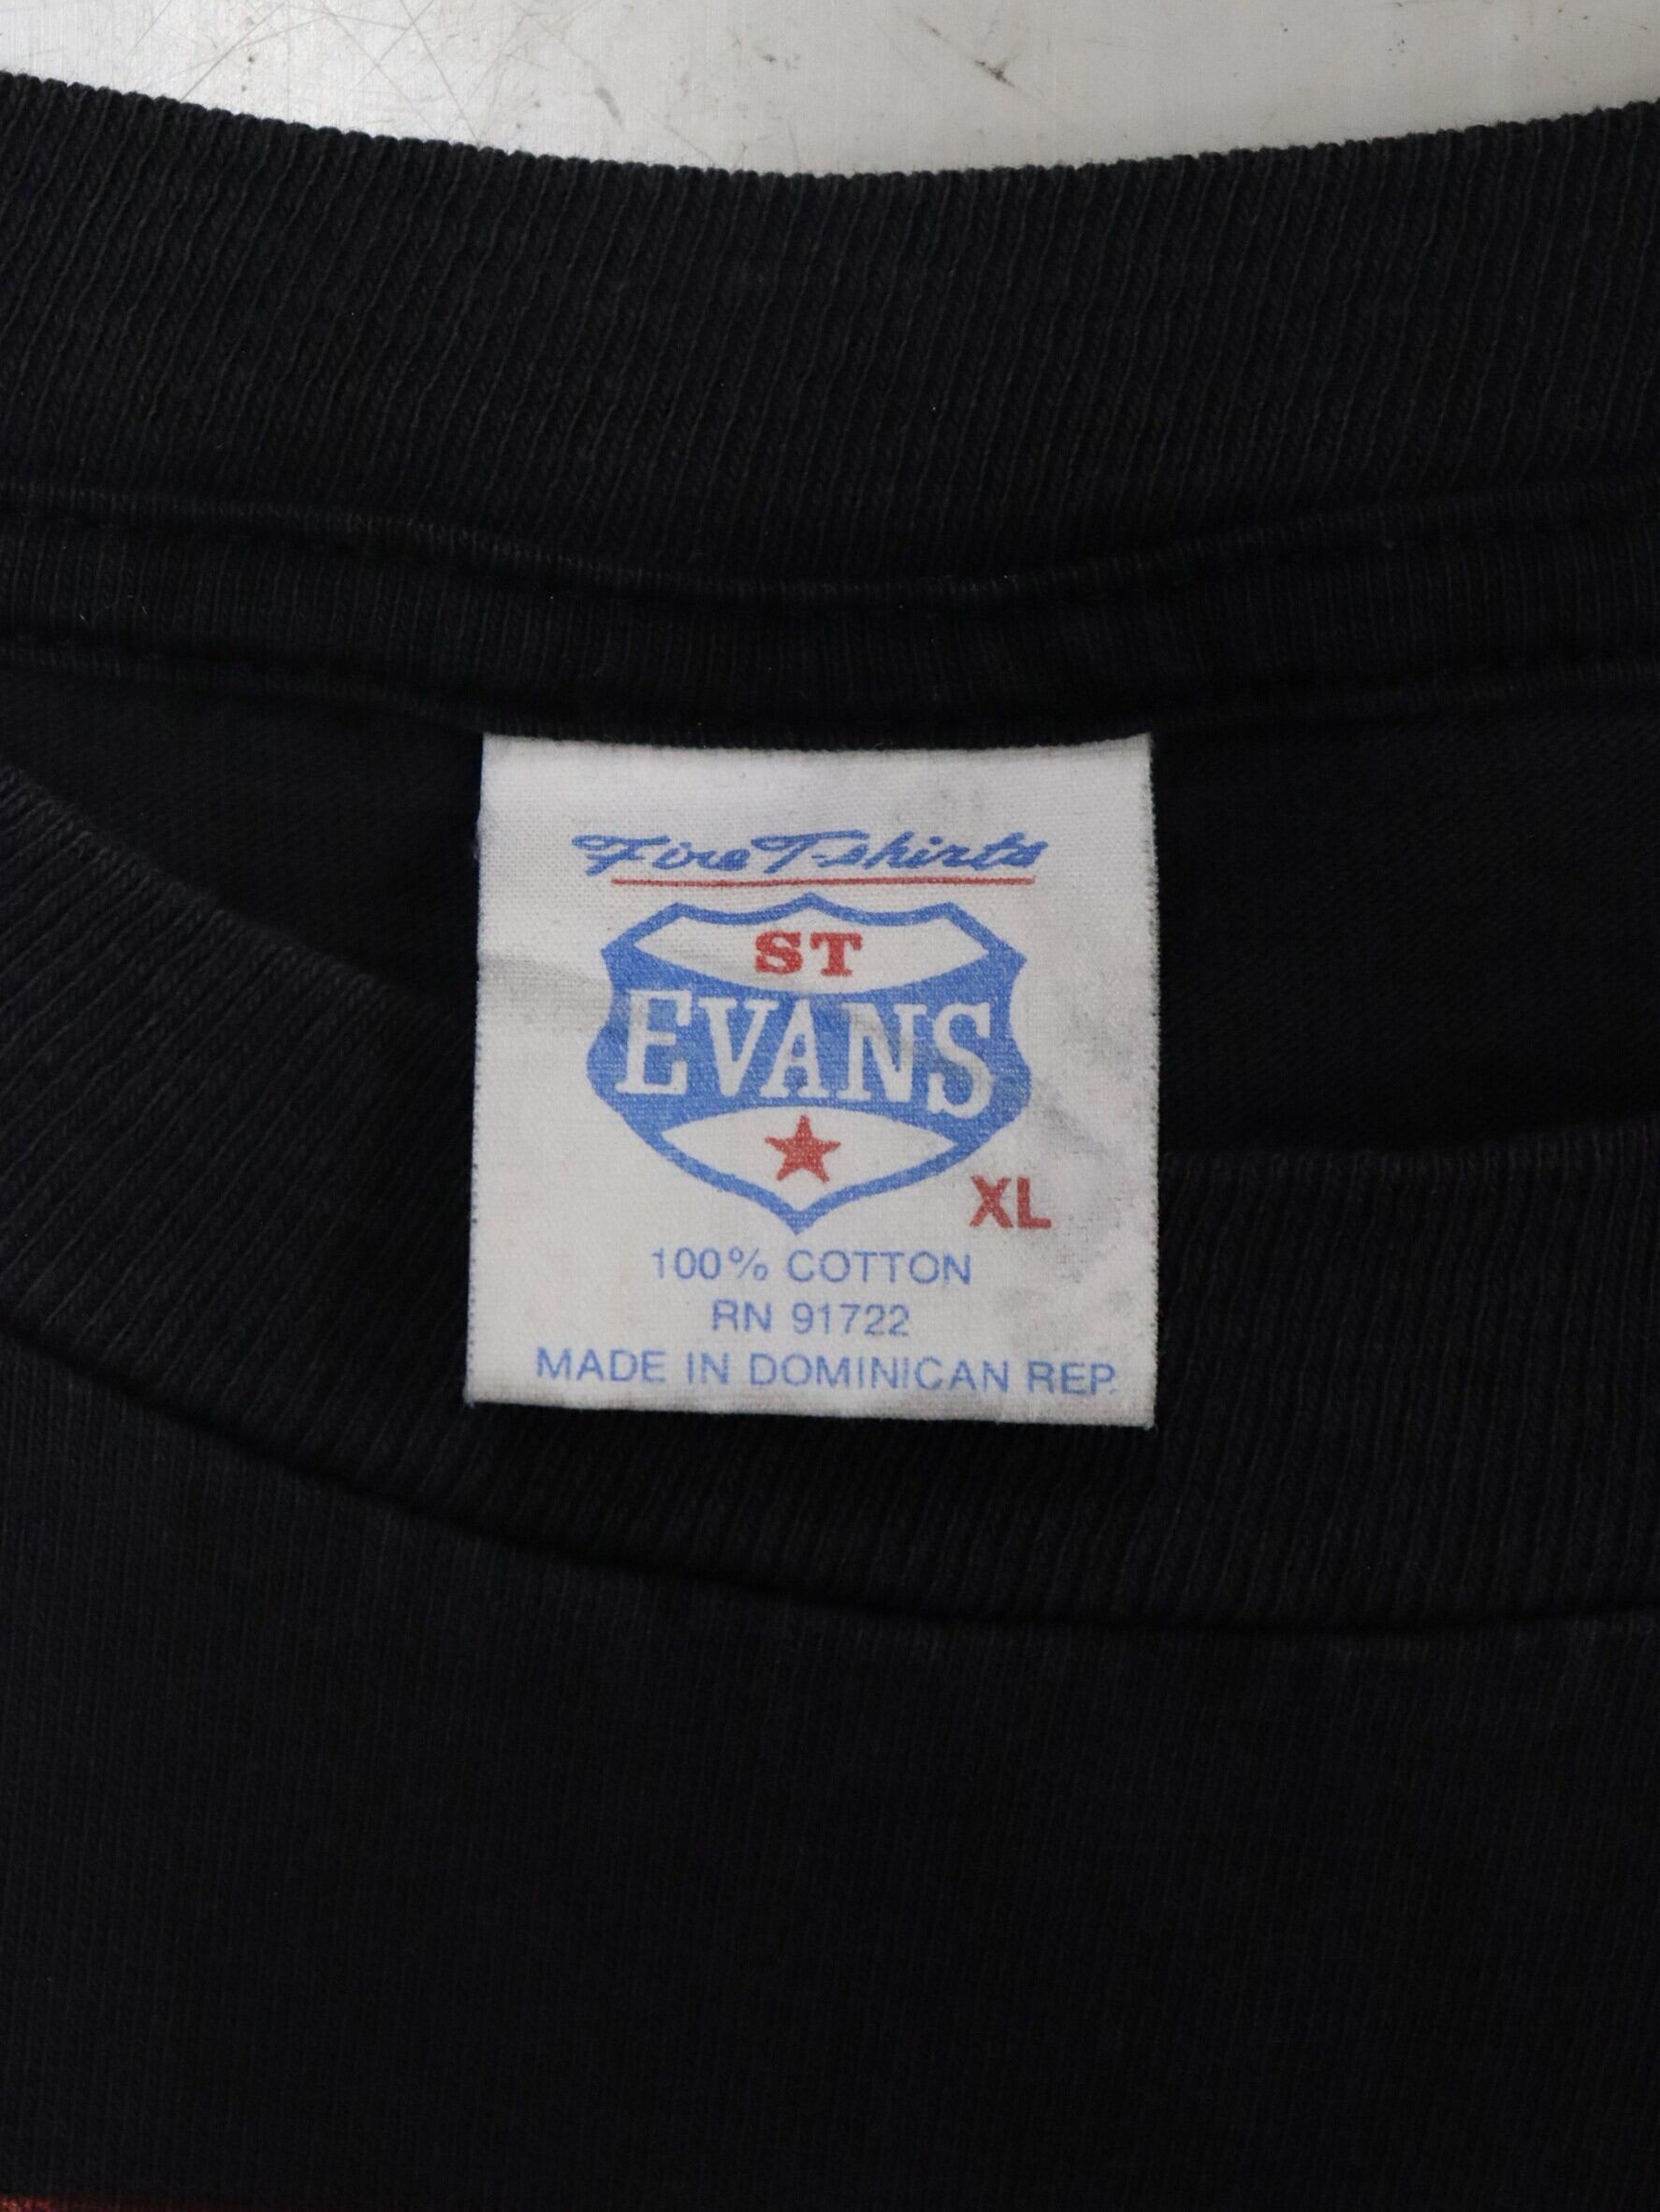 Fine T-shirts
ST
EVANS
XL
100% COTTON
RN 91722
MADE IN DOMINICAN REP.